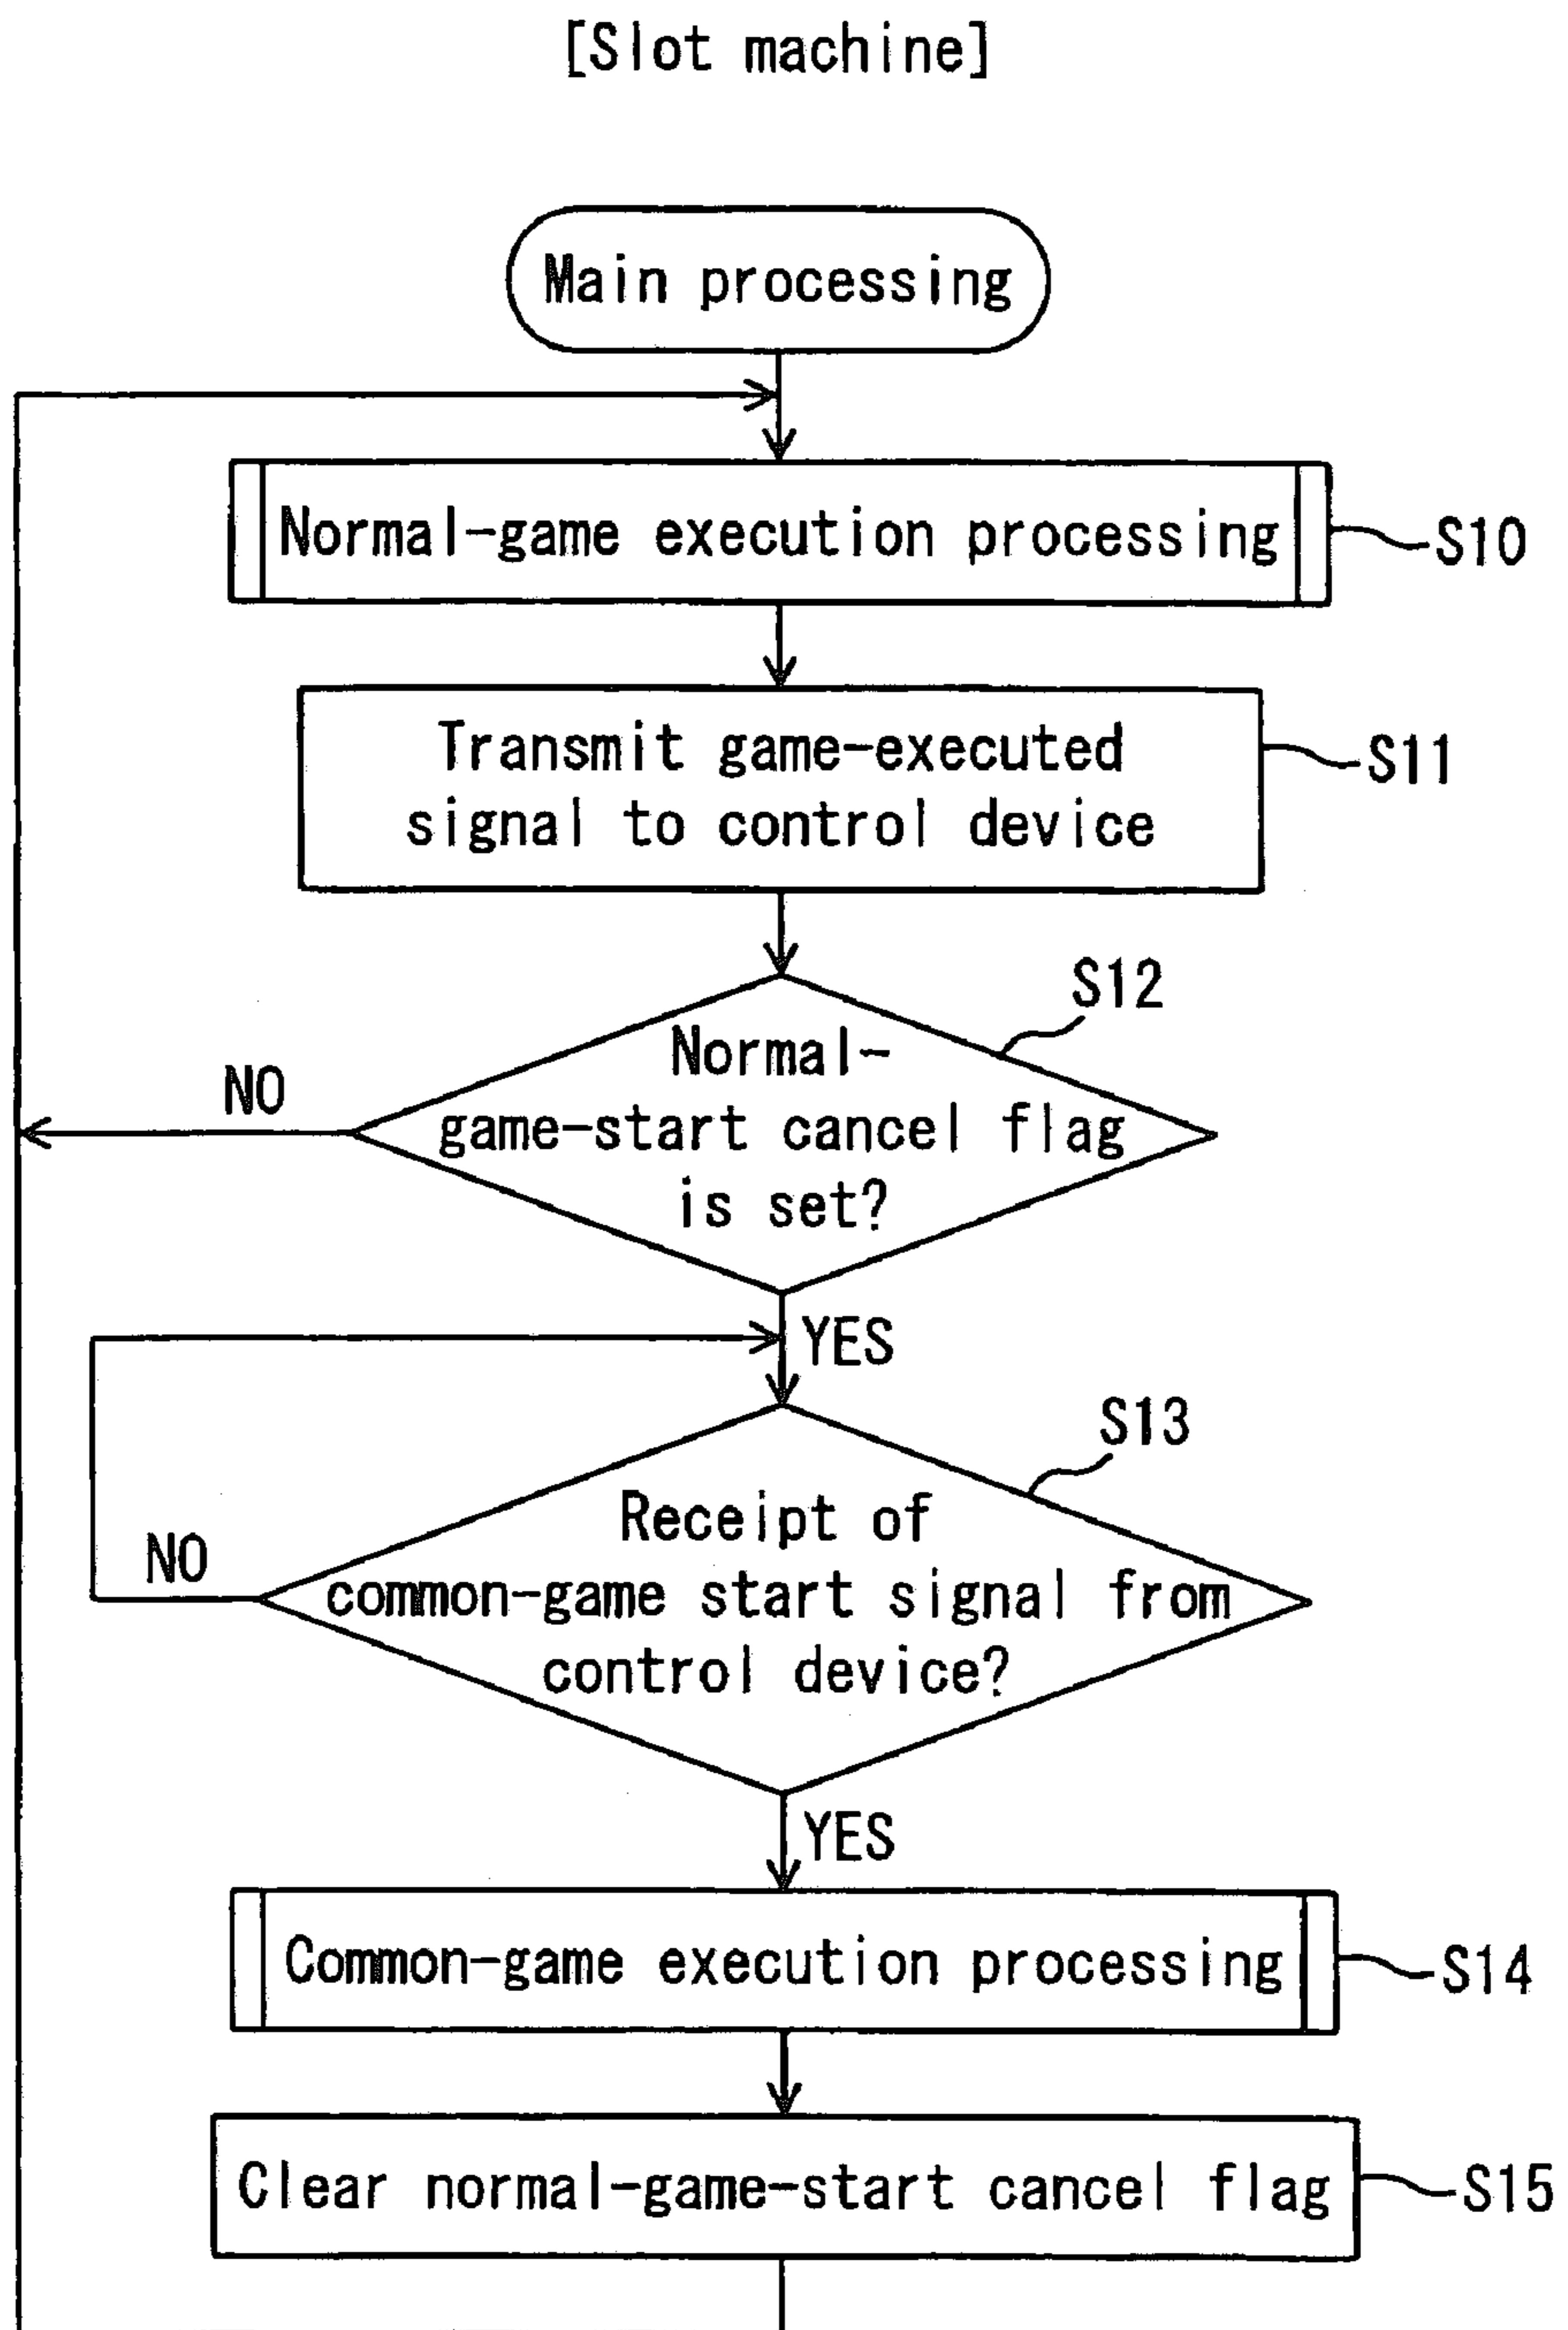 [Slot machine]
Main processing
Normal-game execution processing
S10
Transmit game-executed
signal to control device
S11
S12
Normal-
game-start cancel flag
is set?
NO
YES
S13
Receipt of
common-game start signal from
control device?
NO
YES
Common-game execution processing
S14
Clear normal-game-start cancel flag
S15